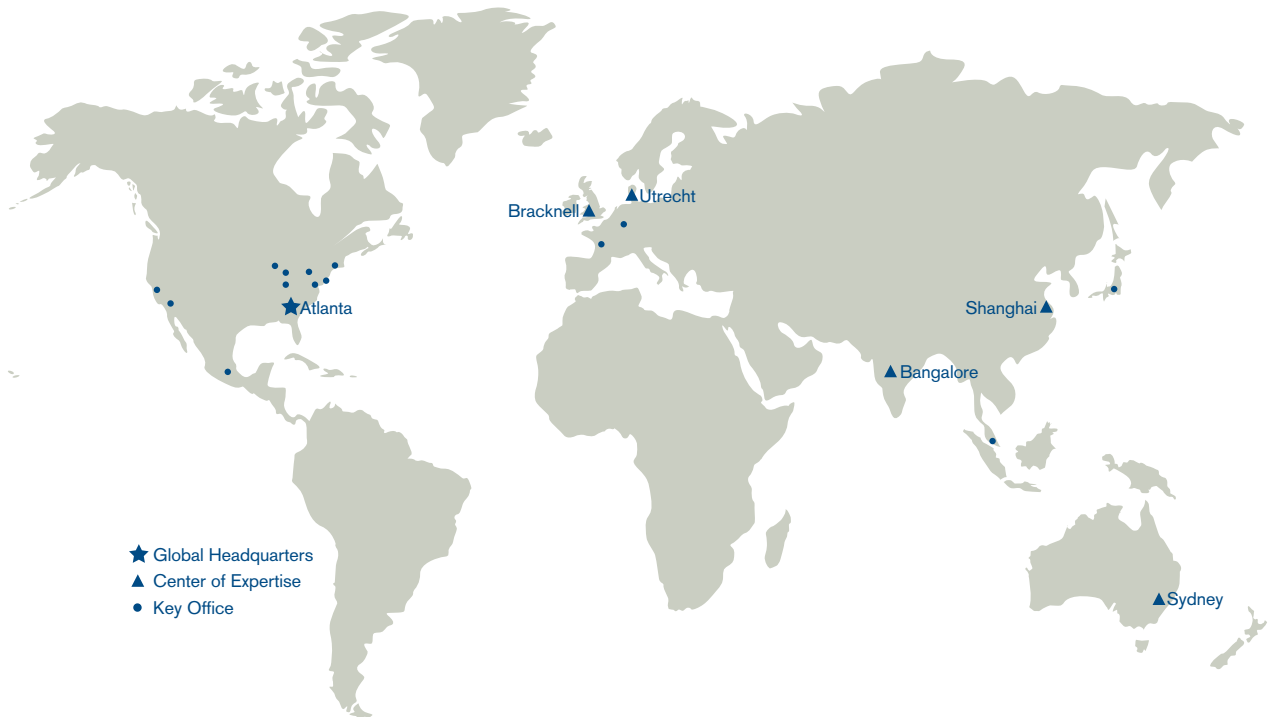 Utrecht
Bracknell
Atlanta
Shanghai
Bangalore
Global Headquarters
Center of Expertise
Key Office
Sydney